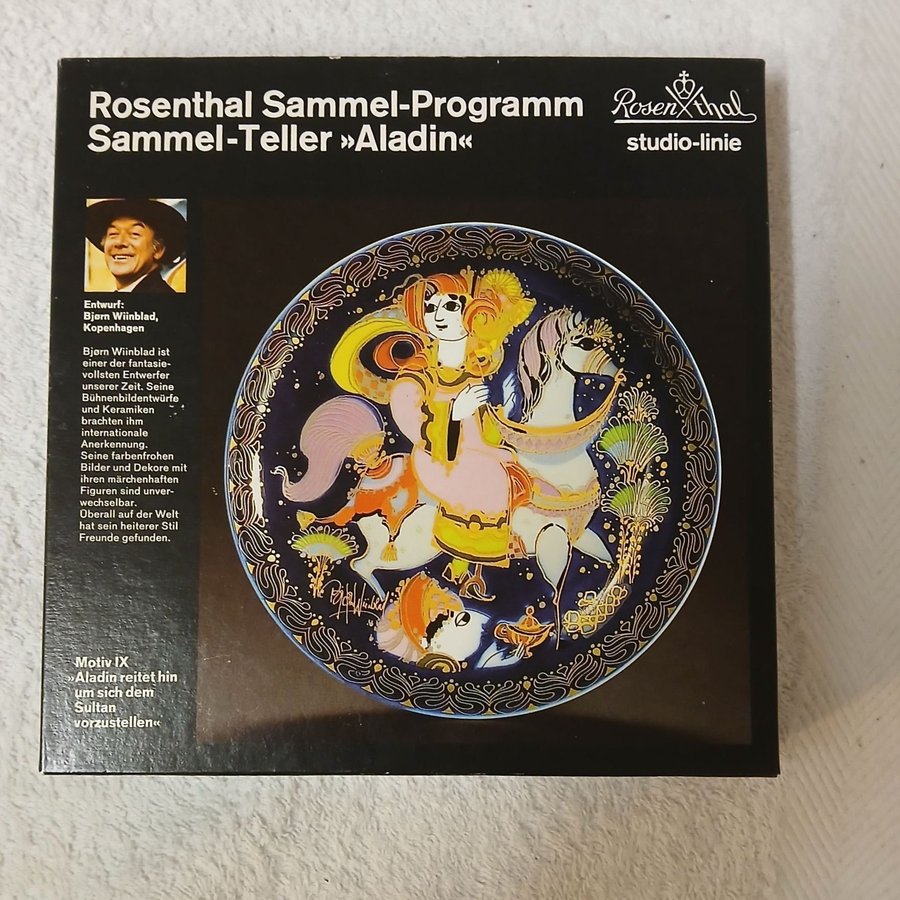 Rosenthal Sammel-Programm
Sammel-Teller »Aladin«
Rosenthal
studio-linie
Entwurf:
Bjørn Wiinblad,
Kopenhagen
Bjørn Wiinblad ist
einer der fantasie-
vollsten Entwerfer
unserer Zeit. Seine
Bühnenbildentwürfe
und Keramiken
brachten ihm
internationale
Anerkennung.
Seine farbenfrohen
Bilder und Dekore mit
ihren märchenhaften
Figuren sind unver-
wechselbar.
Überall auf der Welt
hat sein heiterer Stil
Freunde gefunden.
Motiv IX
»Aladin reitet hin
um sich dem
Sultan
vorzustellen«
Bjørn Wiinblad